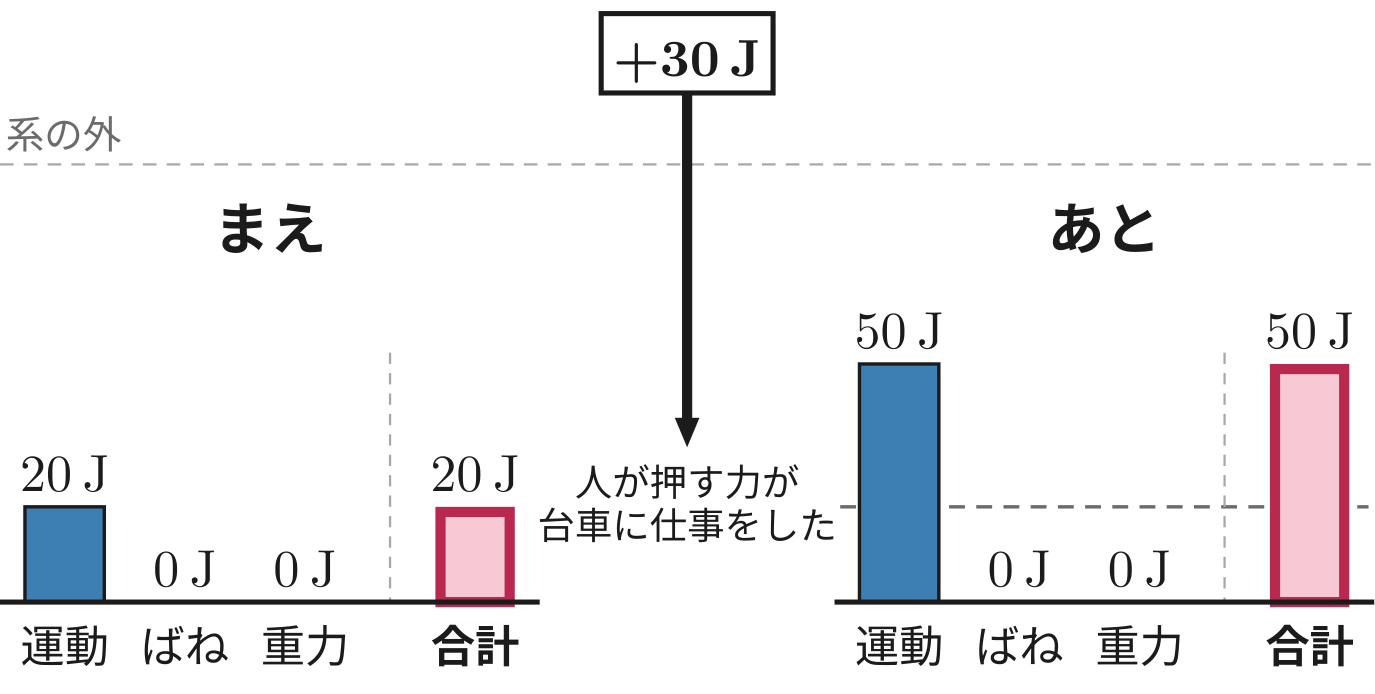 +30 J
系の外
まえ
あと
50 J
50 J
20 J
20 J
人が押す力が
台車に仕事をした
0 J
0 J
0 J
0 J
運動
ばね
重力
合計
運動
ばね
重力
合計